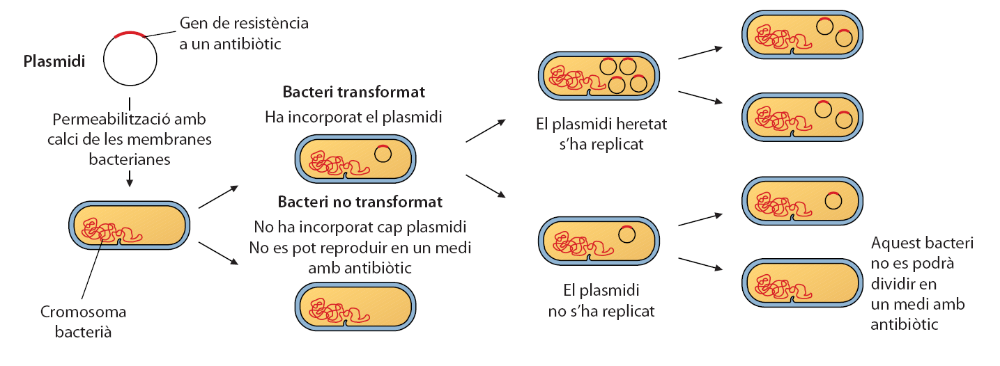 Gen de resistència
a un antibiòtic
Plasmidi
Permeabilització amb
calci de les membranes
bacterianes
Cromosoma
bacterià
Bacteri transformat
Ha incorporat el plasmidi
Bacteri no transformat
No ha incorporat cap plasmidi
No es pot reproduir en un medi
amb antibiòtic
El plasmidi heretat
s’ha replicat
El plasmidi
no s’ha replicat
Aquest bacteri
no es podrà
dividir en
un medi amb
antibiòtic